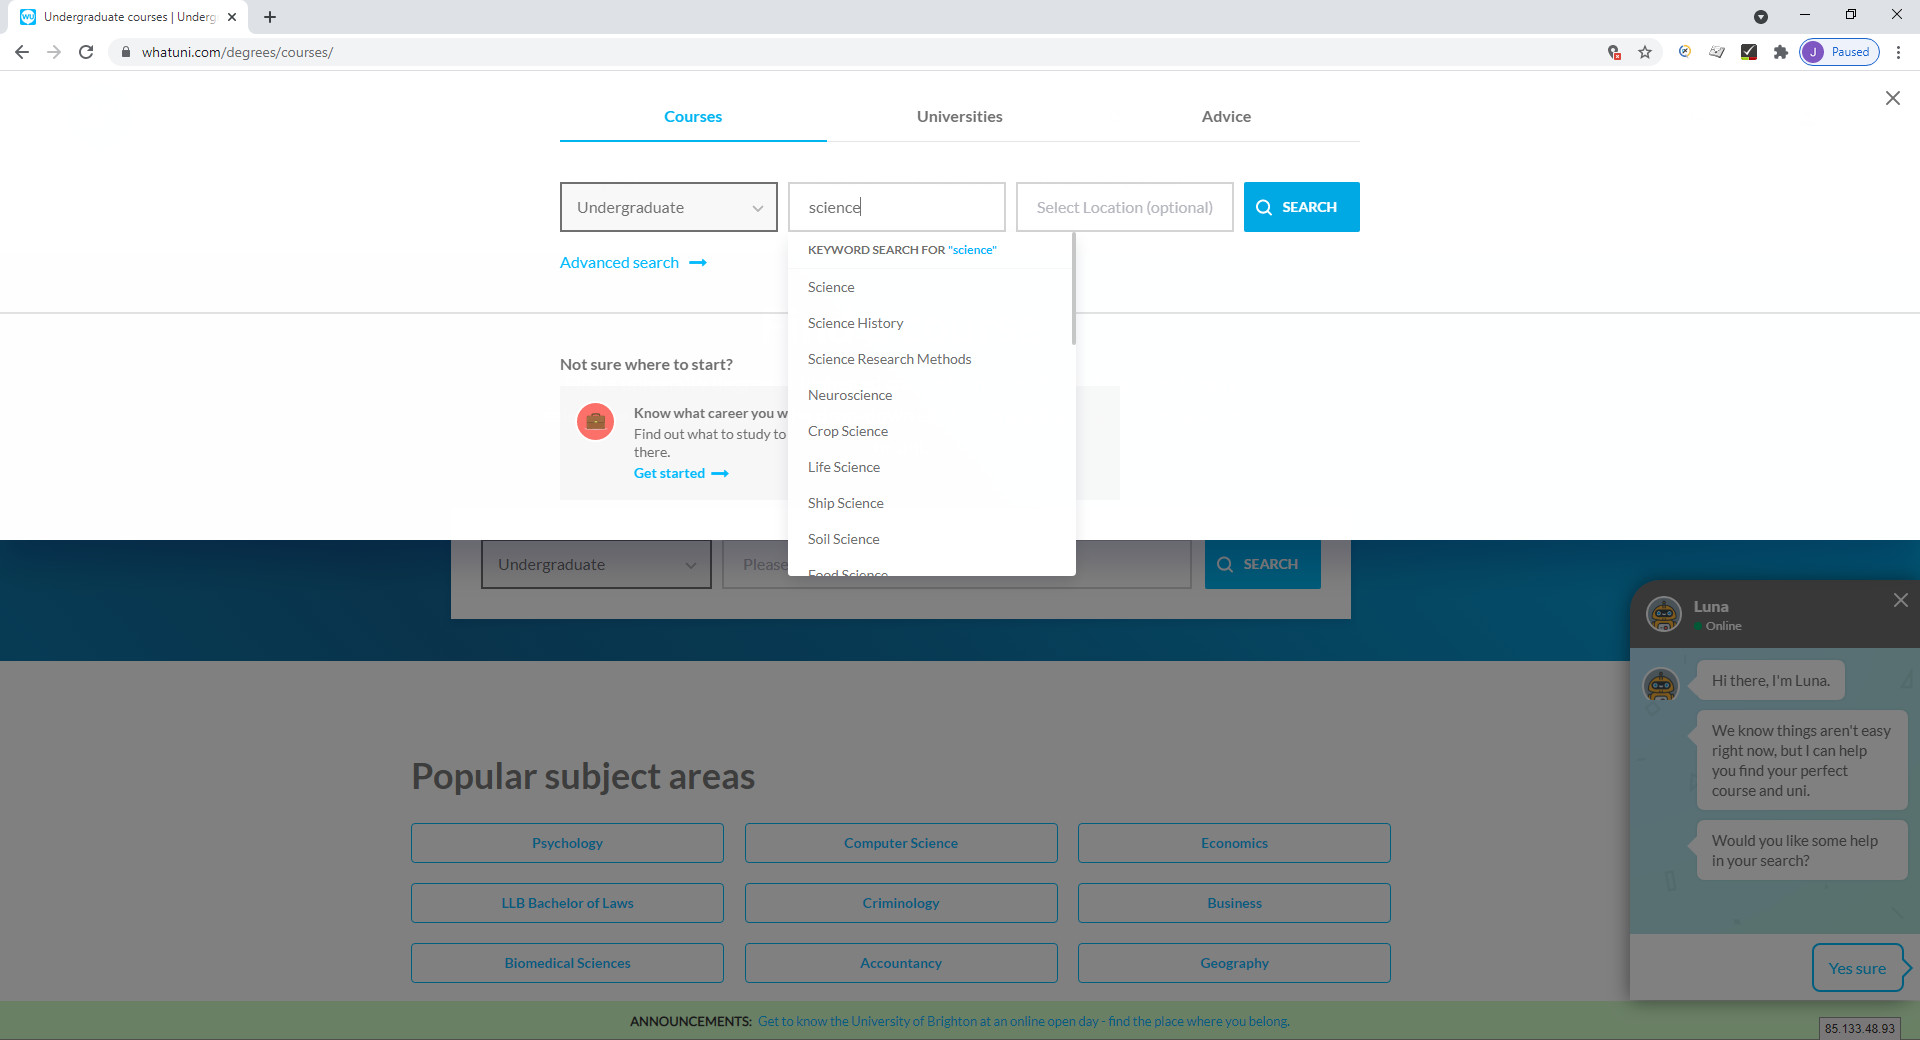 Undergraduate courses | Underg
whatuni.com/degrees/courses/
J Paused
Courses
Universities
Advice
Undergraduate
science
Select Location (optional)
SEARCH
Advanced search
KEYWORD SEARCH FOR "science"
Science
Science History
Science Research Methods
Neuroscience
Crop Science
Life Science
Ship Science
Soil Science
Food Science
Not sure where to start?
Know what career you w
Find out what to study to
there.
Get started
Undergraduate
Please
SEARCH
Popular subject areas
Psychology
Computer Science
Economics
LLB Bachelor of Laws
Criminology
Business
Biomedical Sciences
Accountancy
Geography
Luna
Online
Hi there, I'm Luna.
We know things aren't easy
right now, but I can help
you find your perfect
course and uni.
Would you like some help
in your search?
Yes sure
ANNOUNCEMENTS: Get to know the University of Brighton at an online open day - find the place where you belong.
85.133.48.93